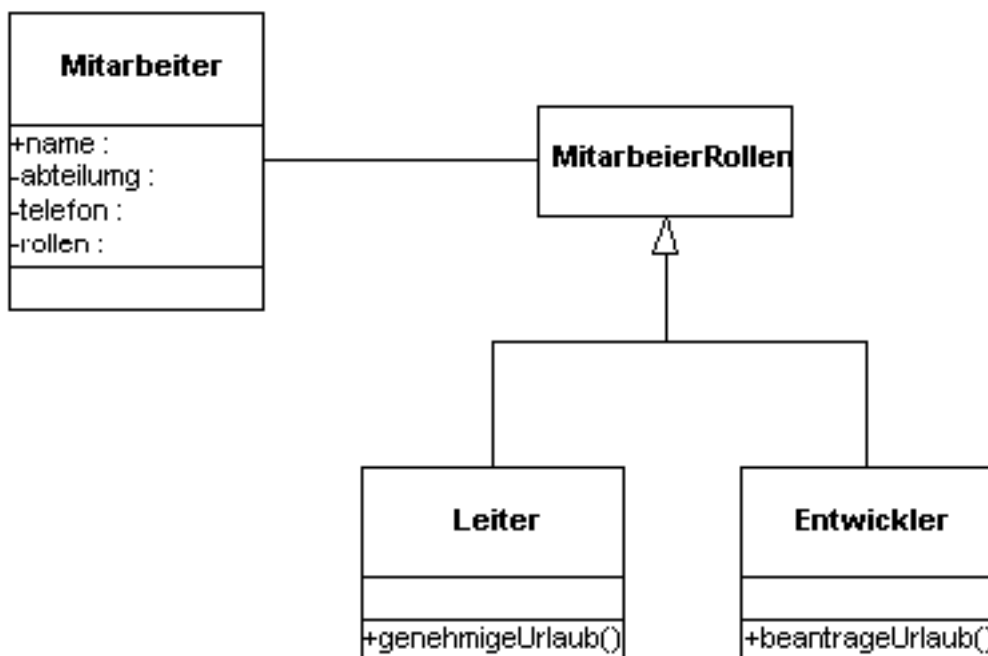 Mitarbeiter
+name :
-abteilumg :
-telefon :
-rollen :
MitarbeierRollen
Leiter
+genehmigeUrlaub()
Entwickler
+beantrageUrlaub()